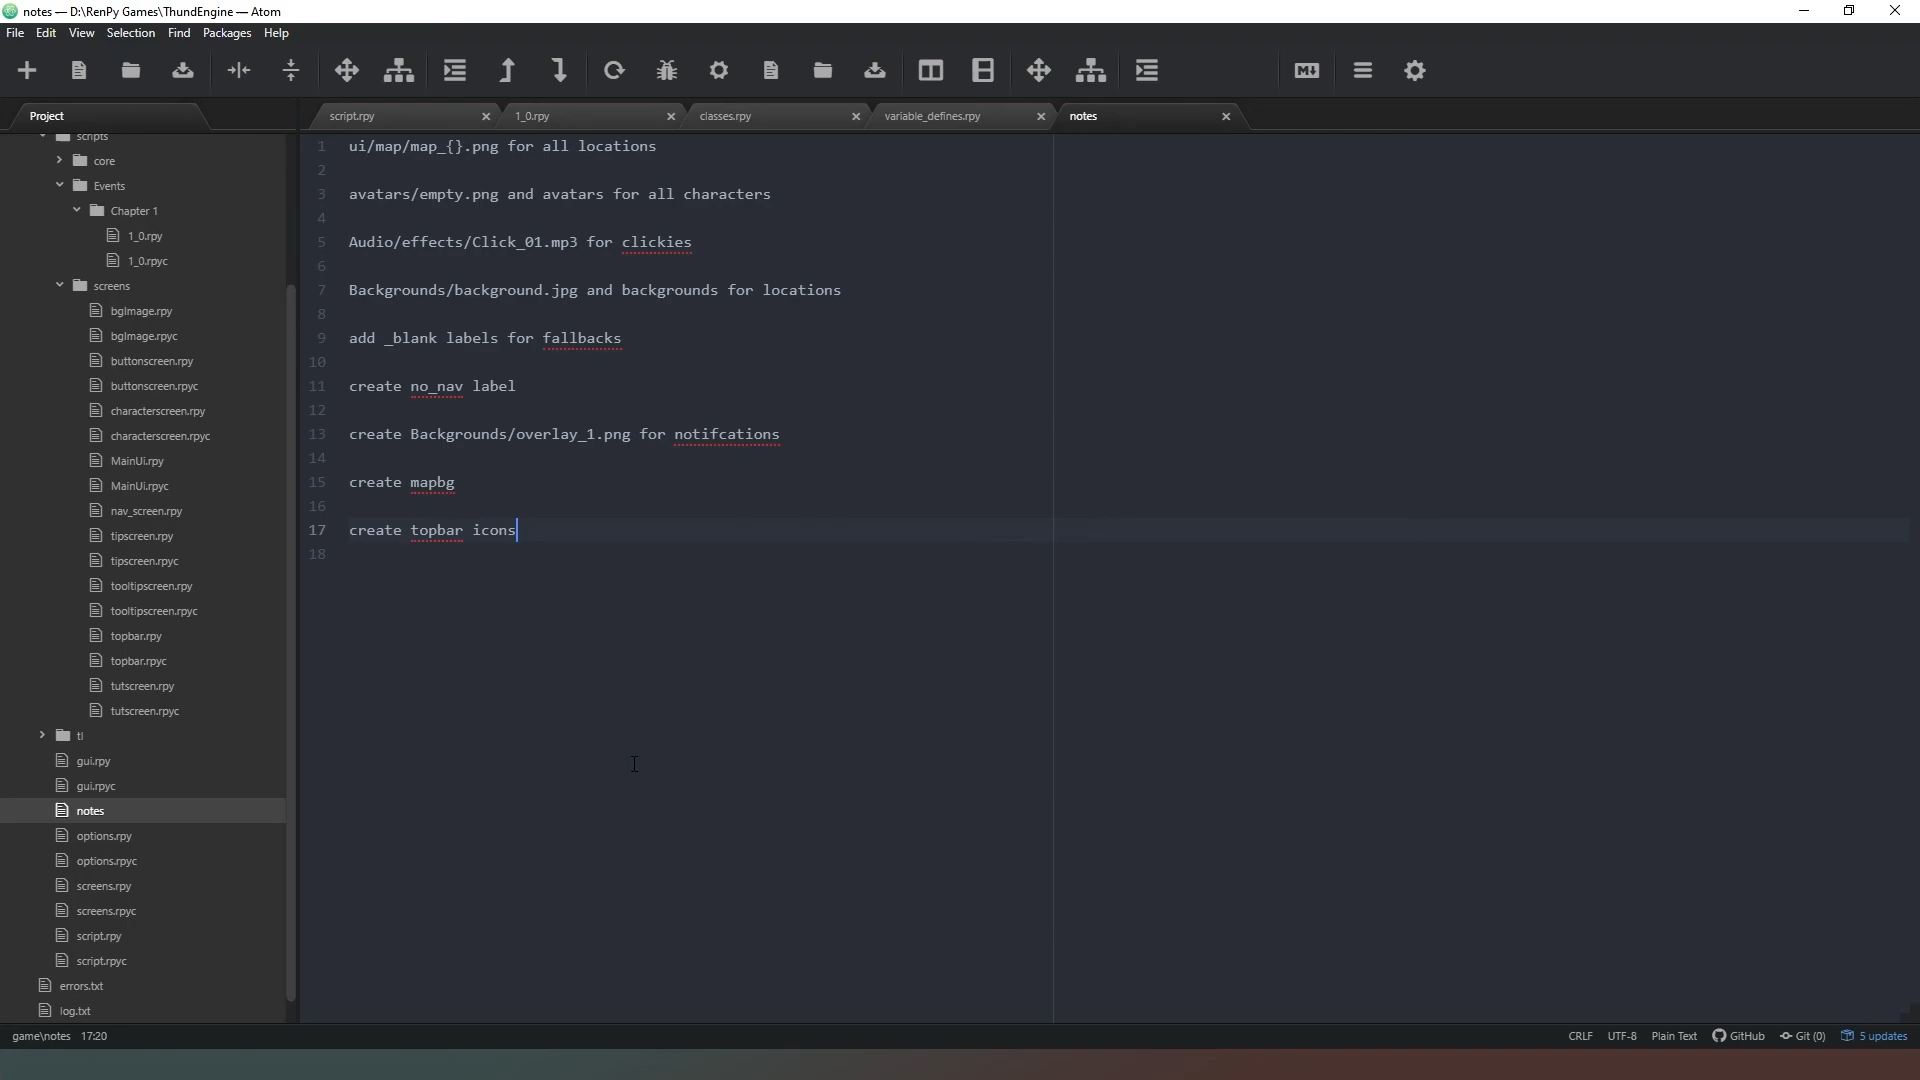 notes — D:\RenPy Games\ThundEngine — Atom
File Edit View Selection Find Packages Help
Project
script.rpy
1_0.rpy
classes.rpy
variable_defines.rpy
notes
scripts
core
Events
Chapter 1
1_0.rpy
1_0.rpyc
screens
bgImage.rpy
bgImage.rpyc
buttonscreen.rpy
buttonscreen.rpyc
characterscreen.rpy
characterscreen.rpyc
MainUi.rpy
MainUi.rpyc
nav_screen.rpy
tipscreen.rpy
tipscreen.rpyc
tooltipscreen.rpy
tooltipscreen.rpyc
topbar.rpy
topbar.rpyc
tutscreen.rpy
tutscreen.rpyc
tl
gui.rpy
gui.rpyc
notes
options.rpy
options.rpyc
screens.rpy
screens.rpyc
script.rpy
script.rpyc
errors.txt
log.txt
1 ui/map/map_{}.png for all locations
2
3 avatars/empty.png and avatars for all characters
4
5 Audio/effects/Click_01.mp3 for clickies
6
7 Backgrounds/background.jpg and backgrounds for locations
8
9 add _blank labels for fallbacks
10
11 create no_nav label
12
13 create Backgrounds/overlay_1.png for notifcations
14
15 create mapbg
16
17 create topbar icons
18
game\notes 17:20
CRLF UTF-8 Plain Text GitHub Git (0) 5 updates